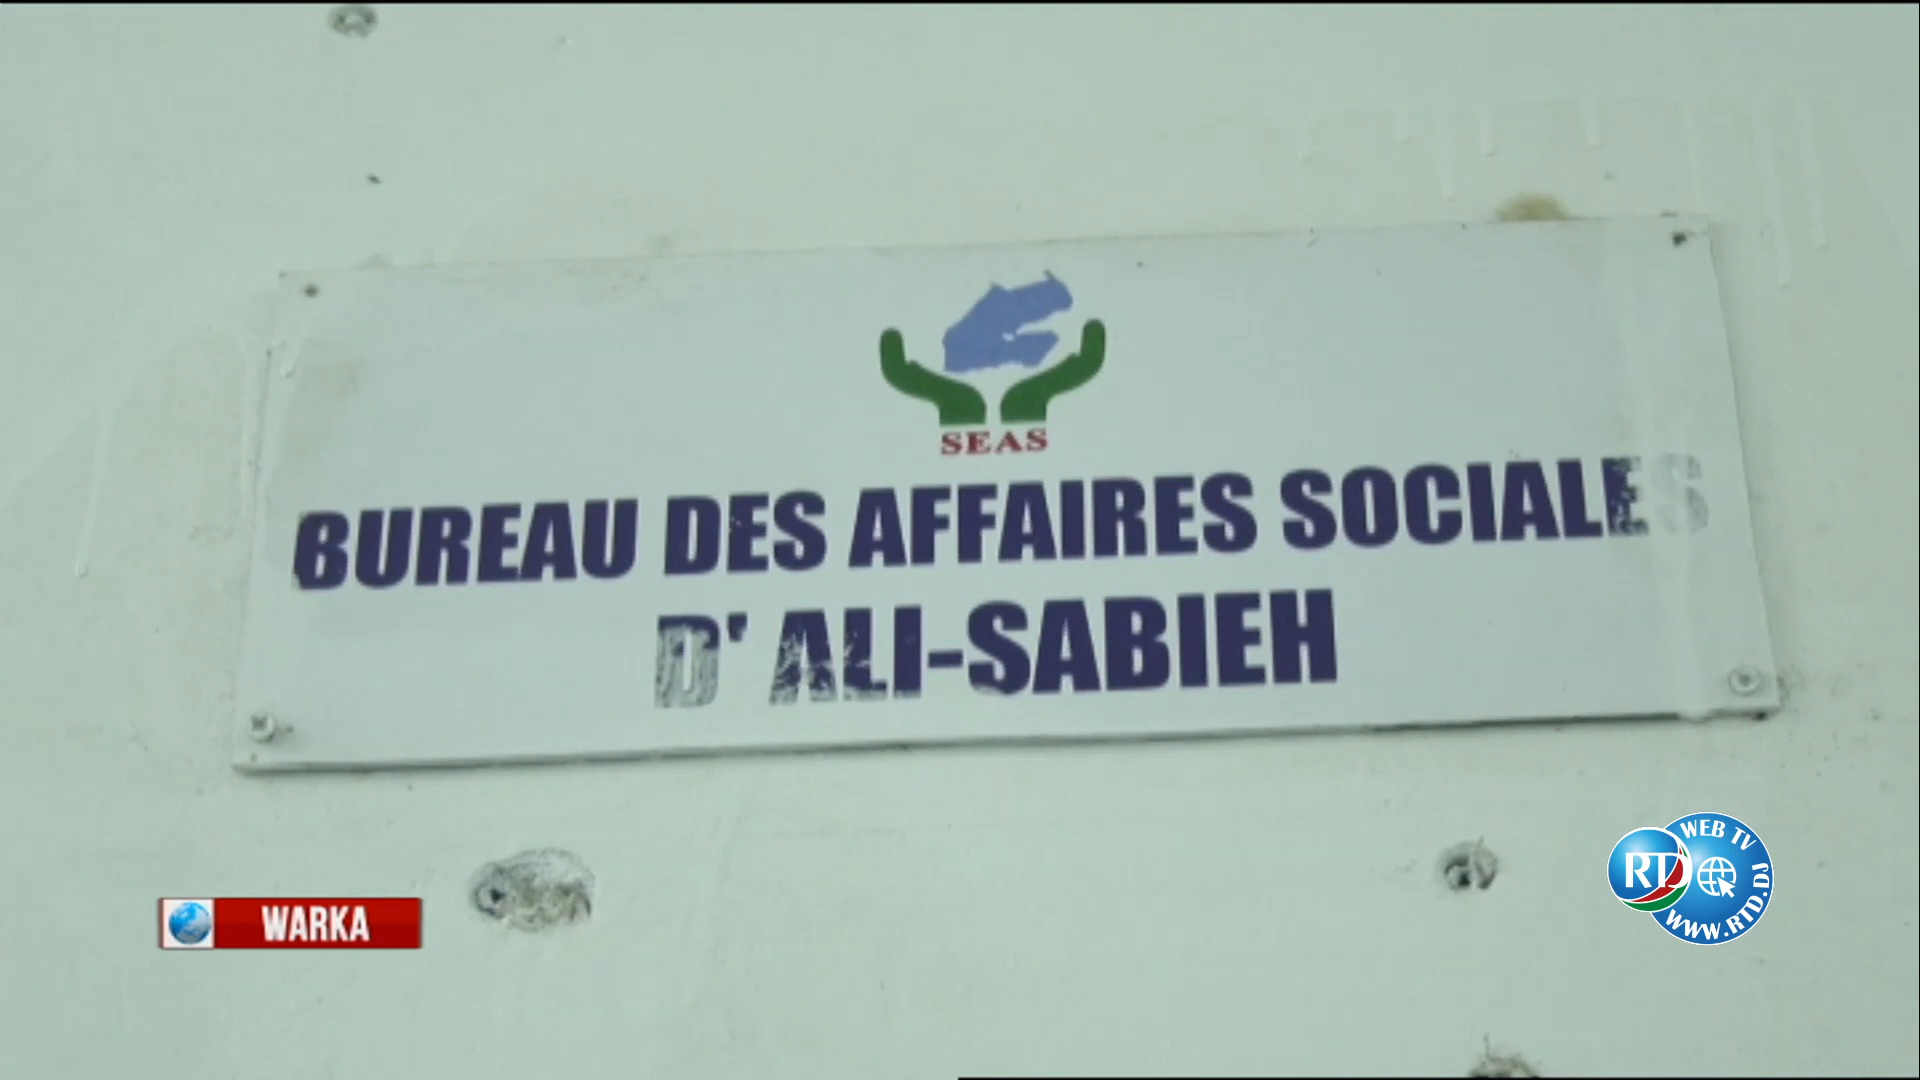 SEAS
BUREAU DES AFFAIRES SOCIALES
D' ALI-SABIEH
WARKA
WEB TV
RTD
WWW.RTD.DJ